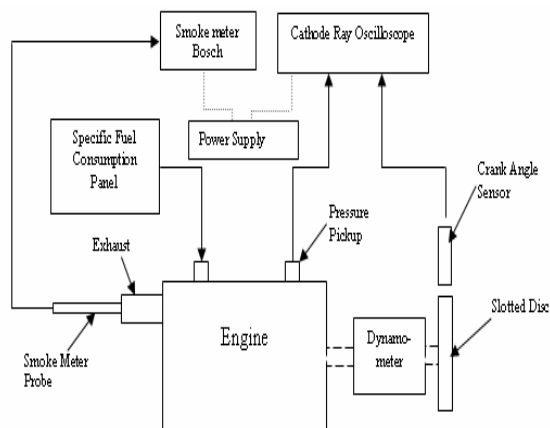 Smoke meter
Bosch
Cathode Ray Oscilloscope
Specific Fuel
Consumption
Panel
Power Supply
Crank Angle
Sensor
Pressure
Pickup
Exhaust
Engine
Dynamo-
meter
Slotted Disc
Smoke Meter
Probe